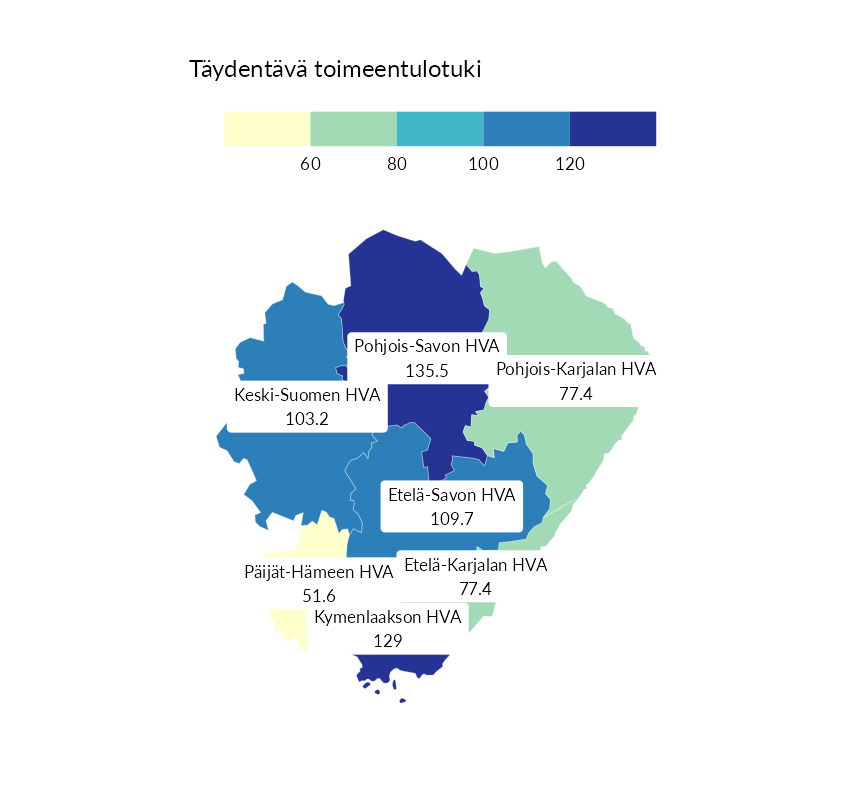 Täydentävä toimeentulotuki
60 80 100 120
Pohjois-Savon HVA
135.5
Pohjois-Karjalan HVA
77.4
Keski-Suomen HVA
103.2
Etelä-Savon HVA
109.7
Etelä-Karjalan HVA
77.4
Päijät-Hämeen HVA
51.6
Kymenlaakson HVA
129